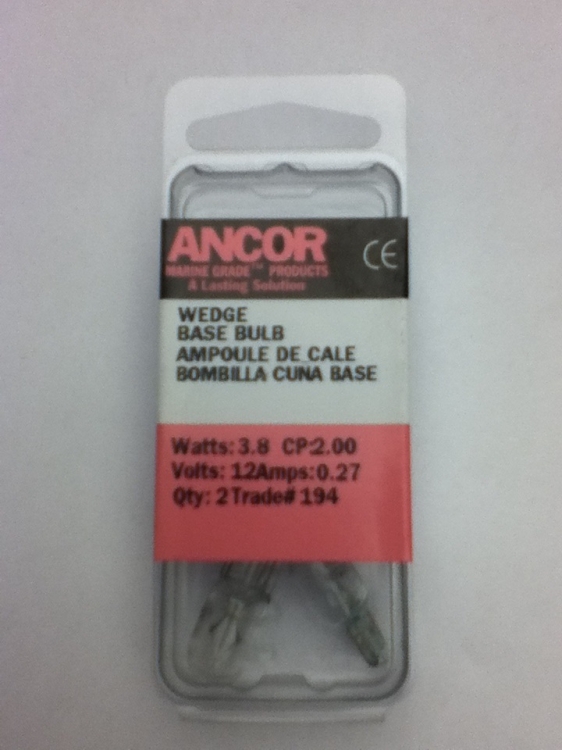 ANCOR
MARINE GRADE™ PRODUCTS
A Lasting Solution
CE
WEDGE
BASE BULB
AMPOULE DE CALE
BOMBILLA CUNA BASE
Watts: 3.8 CP:2.00
Volts: 12Amps:0.27
Qty: 2Trade# 194